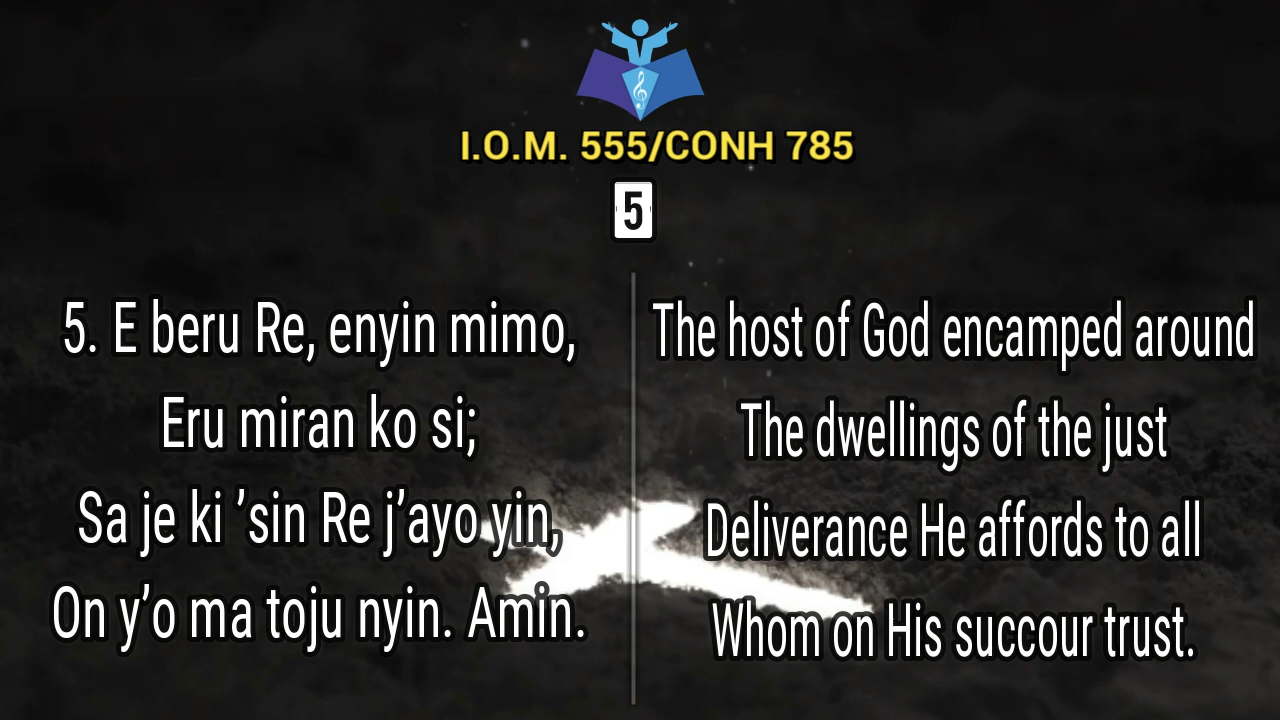 I.O.M. 555/CONH 785
5
5. E beru Re, enyin mimo,
Eru miran ko si;
Sa je ki ’sin Re j’ayo yin,
On y’o ma toju nyin. Amin.
The host of God encamped around
The dwellings of the just
Deliverance He affords to all
Whom on His succour trust.